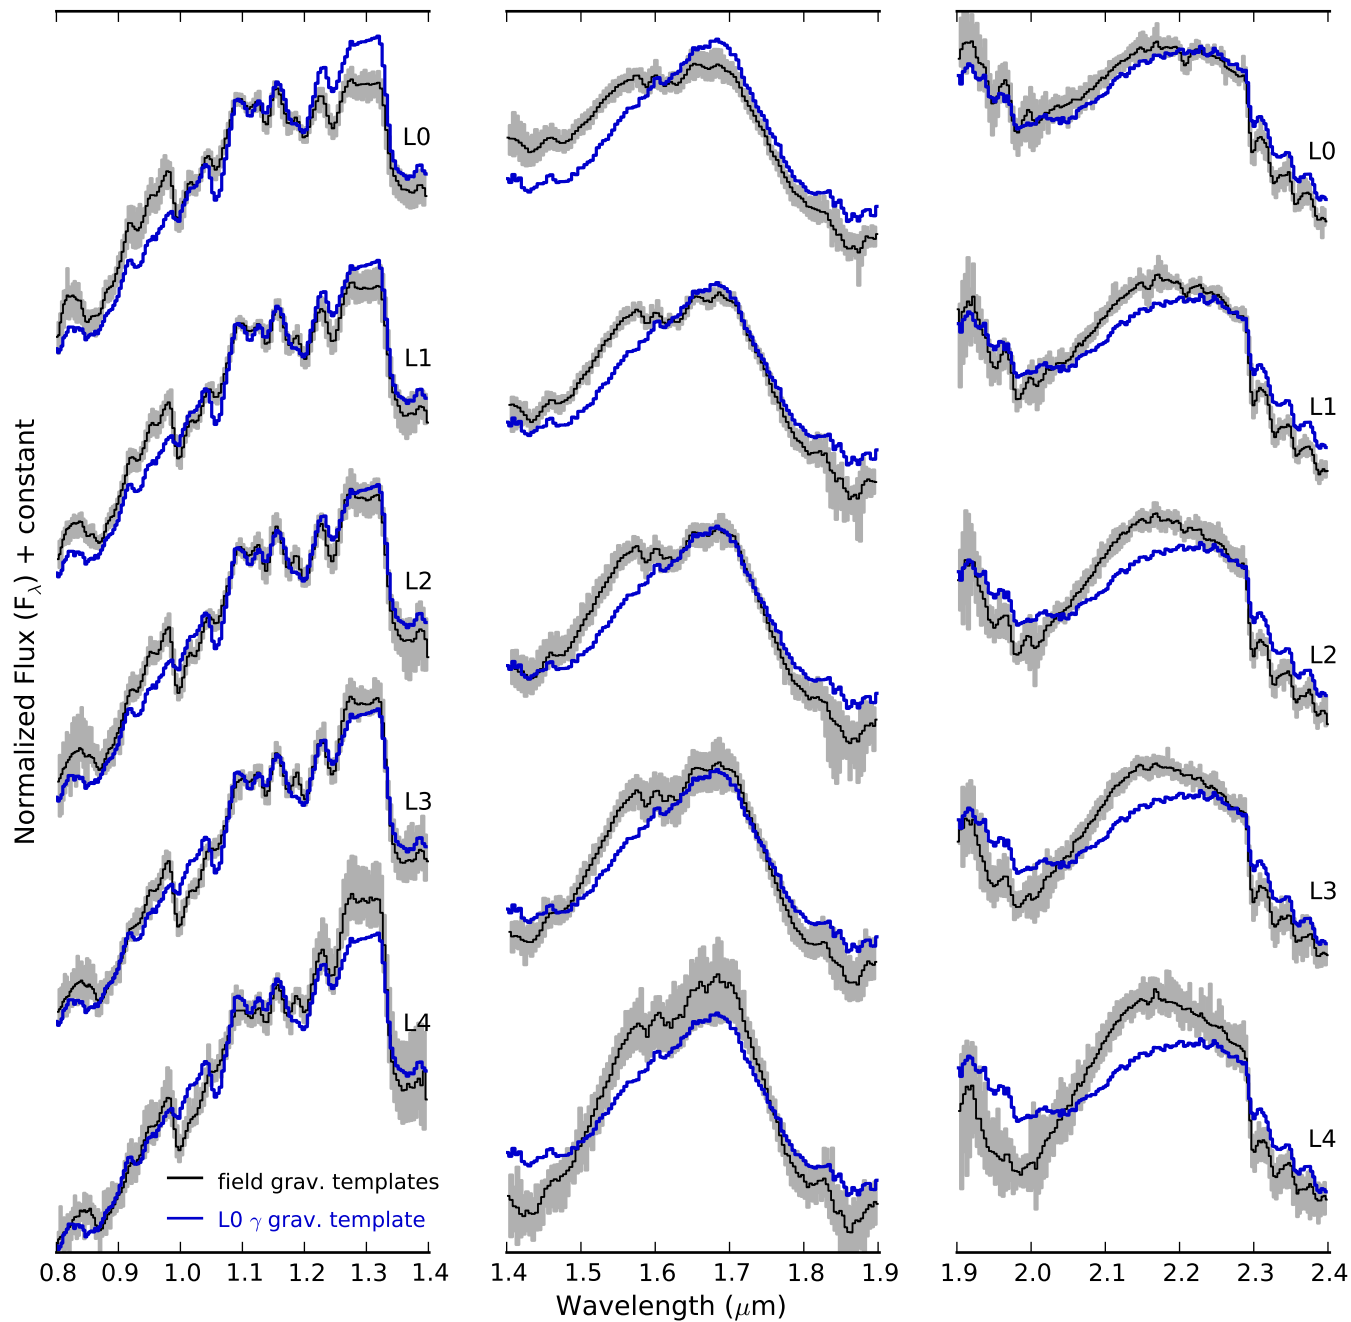 L0
L0
L1
L1
L2
L2
L3
L3
L4
L4
Normalized Flux (Fλ) + constant
field grav. templates
L0 γ grav. template
0.8 0.9 1.0 1.1 1.2 1.3 1.4
1.4 1.5 1.6 1.7 1.8 1.9
1.9 2.0 2.1 2.2 2.3 2.4
Wavelength (μm)